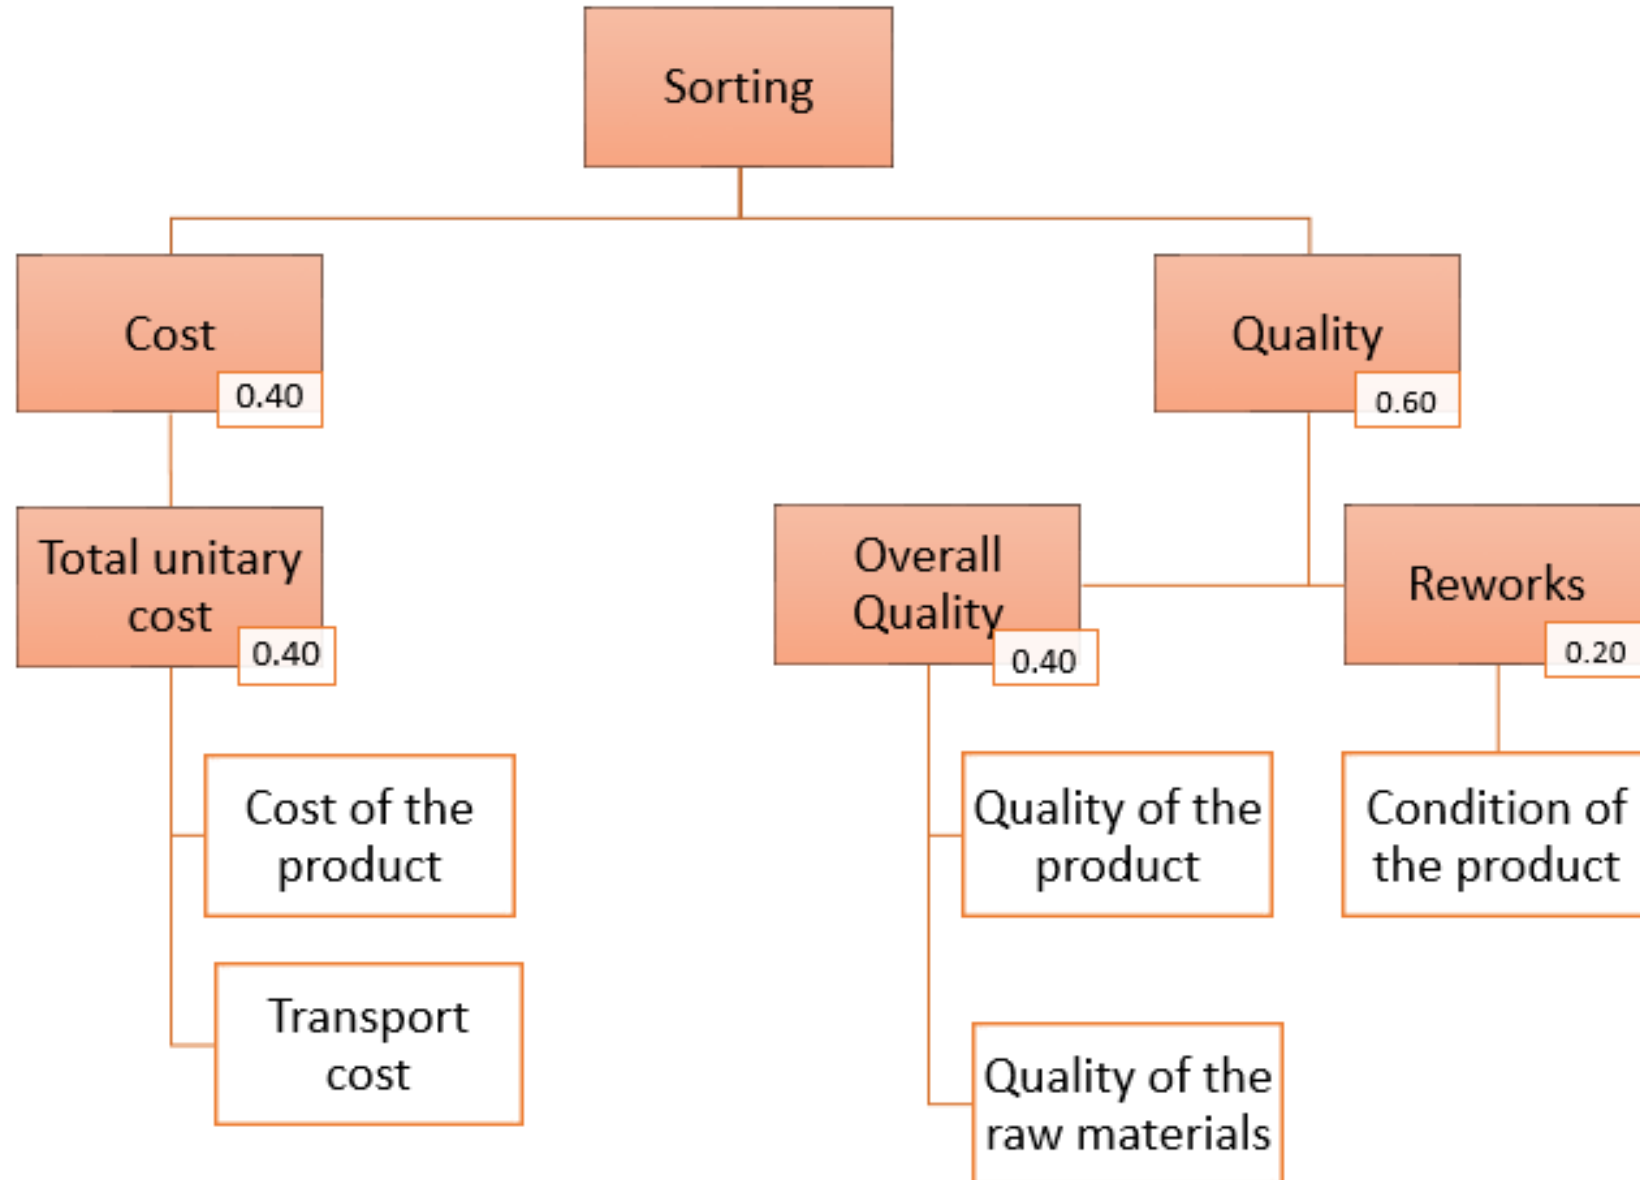 Sorting
Cost
0.40
Quality
0.60
Total unitary
cost
0.40
Overall
Quality
0.40
Reworks
0.20
Cost of the
product
Transport
cost
Quality of the
product
Quality of the
raw materials
Condition of
the product